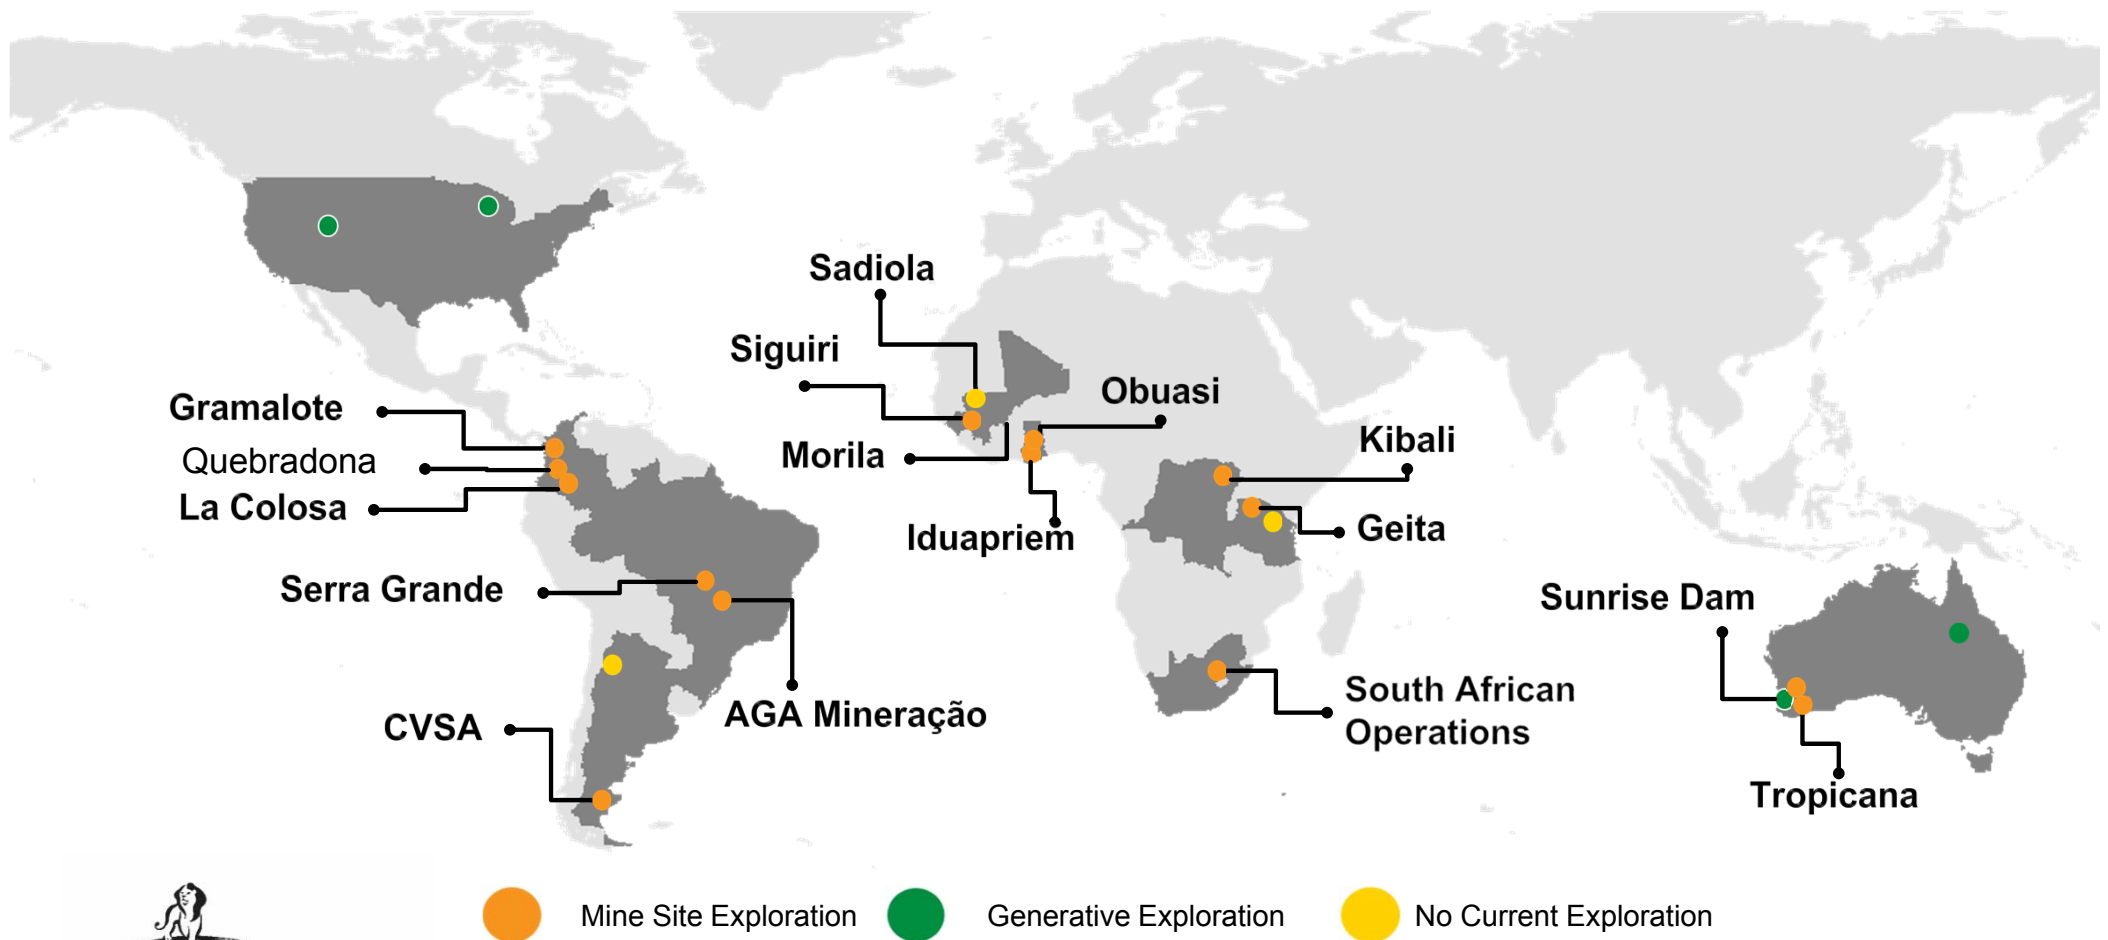 Sadiola
Siguiri
Obuasi
Gramalote
Kibali
Quebradona
Morila
La Colosa
Iduapriem
Geita
Serra Grande
Sunrise Dam
South African
Operations
AGA Mineração
CVSA
Tropicana
Mine Site Exploration
Generative Exploration
No Current Exploration